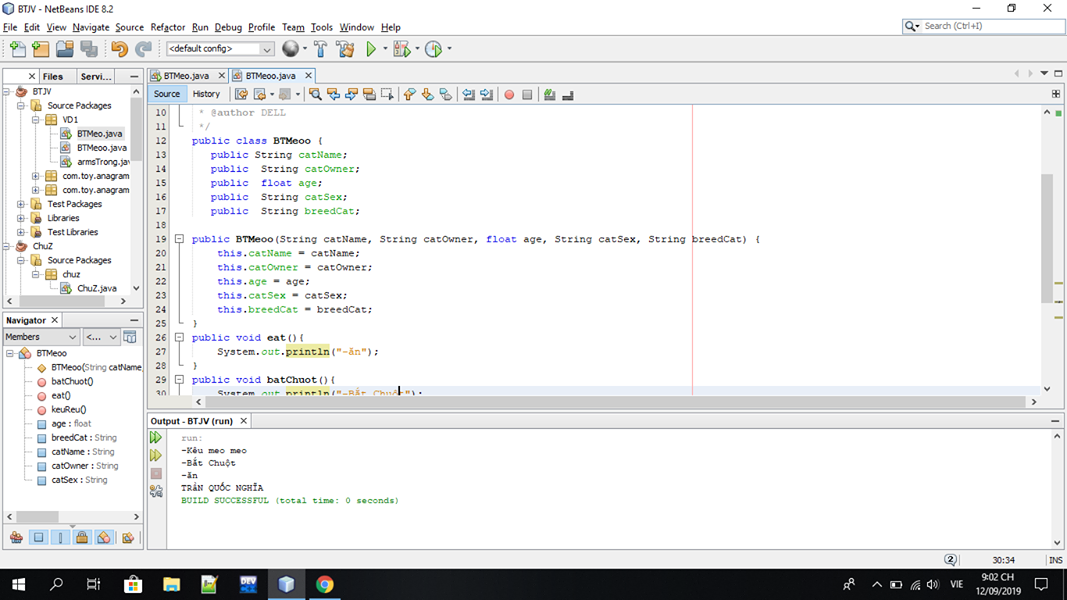 BTJV - NetBeans IDE 8.2
File Edit View Navigate Source Refactor Run Debug Profile Team Tools Window Help
Search (Ctrl+I)
<default config>
Files Servi...
BTMeo.java BTMeoo.java
Source History
BTJV
Source Packages
VD1
BTMeo.java
BTMeoo.java
armsTrong.jav
com.toy.anagram
com.toy.anagram
Test Packages
Libraries
Test Libraries
ChuZ
Source Packages
chuz
ChuZ.java
10 * @author DELL
11 */
12 public class BTMeoo {
13 public String catName;
14 public String catOwner;
15 public float age;
16 public String catSex;
17 public String breedCat;
18
19 public BTMeoo(String catName, String catOwner, float age, String catSex, String breedCat) {
20 this.catName = catName;
21 this.catOwner = catOwner;
22 this.age = age;
23 this.catSex = catSex;
24 this.breedCat = breedCat;
25 }
26 public void eat(){
27 System.out.println("-ăn");
28 }
29 public void batChuot(){
30 System.out.println("-Bắt Chuột");
Navigator
Members <...
BTMeoo
BTMeoo(String catName,
batChuot()
eat()
keuReu()
age : float
breedCat : String
catName : String
catOwner : String
catSex : String
Output - BTJV (run)
run:
-Kêu meo meo
-Bắt Chuột
-ăn
TRẦN QUỐC NGHĨA
BUILD SUCCESSFUL (total time: 0 seconds)
2 30:34 INS
DEV
VIE
9:02 CH
12/09/2019